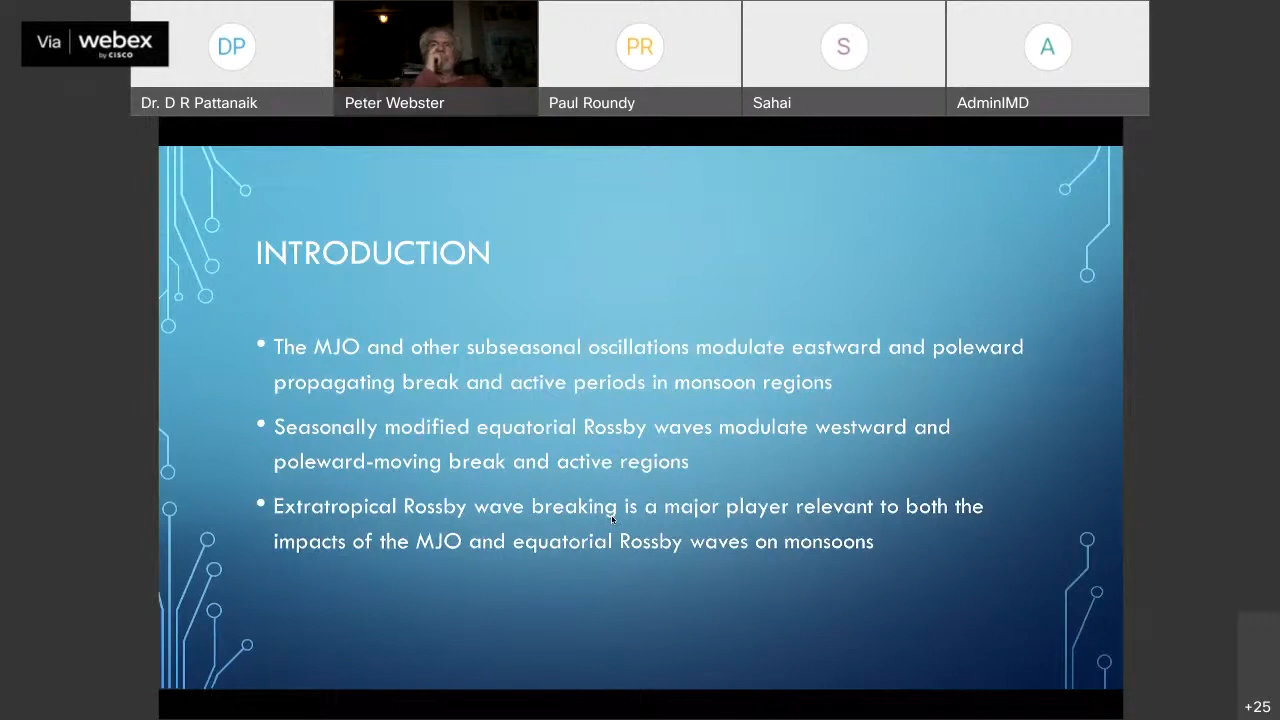 Via webex
by CISCO
DP
Dr. D R Pattanaik
Peter Webster
PR
Paul Roundy
S
Sahai
A
AdminIMD
INTRODUCTION
• The MJO and other subseasonal oscillations modulate eastward and poleward
propagating break and active periods in monsoon regions
• Seasonally modified equatorial Rossby waves modulate westward and
poleward-moving break and active regions
• Extratropical Rossby wave breaking is a major player relevant to both the
impacts of the MJO and equatorial Rossby waves on monsoons
+25